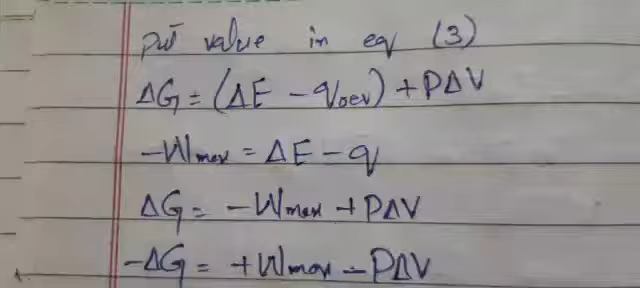 put value in eq (3)
ΔG = (ΔE - qrev) + PΔV
-Wmax = ΔE - q
ΔG = -Wmax + PΔV
-ΔG = +Wmax - PΔV